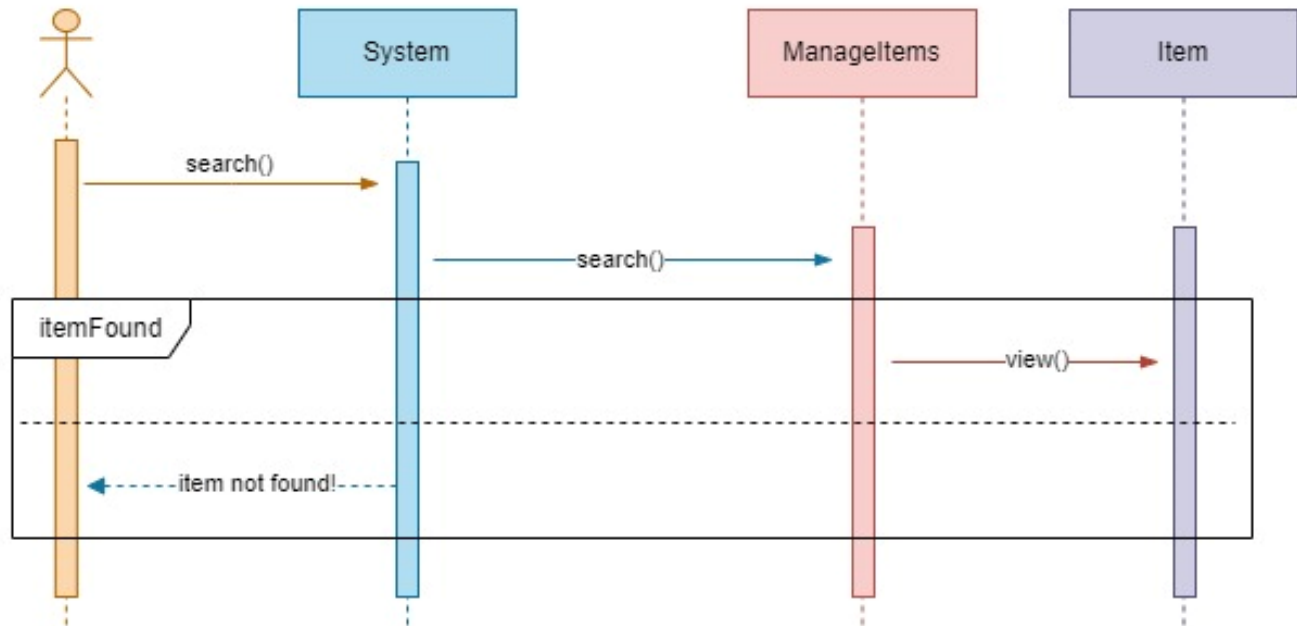 System
ManageItems
Item
search()
search()
itemFound
view()
item not found!